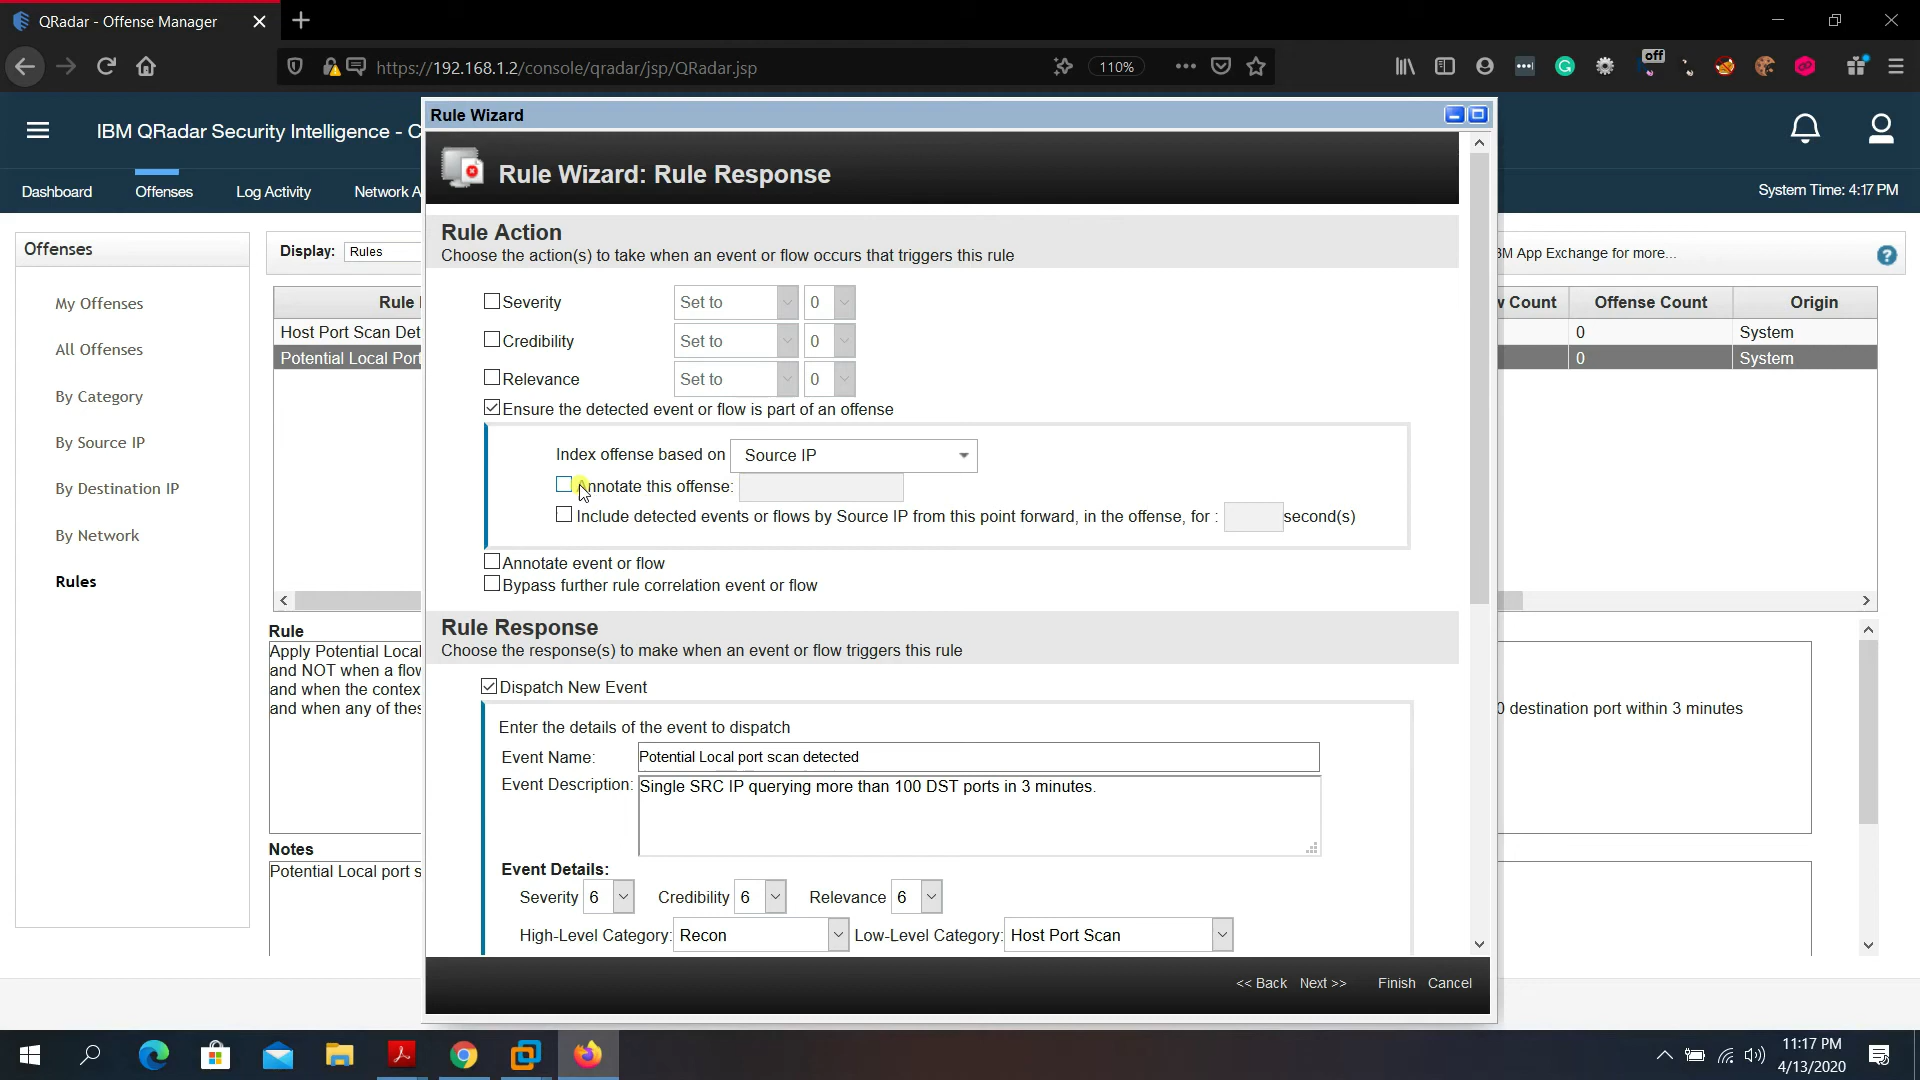 QRadar - Offense Manager
https://192.168.1.2/console/qradar/jsp/QRadar.jsp
110%
off
IBM QRadar Security Intelligence - C
Dashboard
Offenses
Log Activity
Network A
System Time: 4:17 PM
Offenses
My Offenses
All Offenses
By Category
By Source IP
By Destination IP
By Network
Rules
Display: Rules
BM App Exchange for more...
Rule
w Count
Offense Count
Origin
Host Port Scan Det
0
System
Potential Local Port
0
System
Rule
Apply Potential Local
and NOT when a flow
and when the contex
and when any of thes
0 destination port within 3 minutes
Notes
Potential Local port s
Rule Wizard
Rule Wizard: Rule Response
Rule Action
Choose the action(s) to take when an event or flow occurs that triggers this rule
Severity Set to 0
Credibility Set to 0
Relevance Set to 0
Ensure the detected event or flow is part of an offense
Index offense based on Source IP
Annotate this offense:
Include detected events or flows by Source IP from this point forward, in the offense, for : second(s)
Annotate event or flow
Bypass further rule correlation event or flow
Rule Response
Choose the response(s) to make when an event or flow triggers this rule
Dispatch New Event
Enter the details of the event to dispatch
Event Name: Potential Local port scan detected
Event Description: Single SRC IP querying more than 100 DST ports in 3 minutes.
Event Details:
Severity 6 Credibility 6 Relevance 6
High-Level Category: Recon Low-Level Category: Host Port Scan
<< Back Next >> Finish Cancel
11:17 PM
4/13/2020